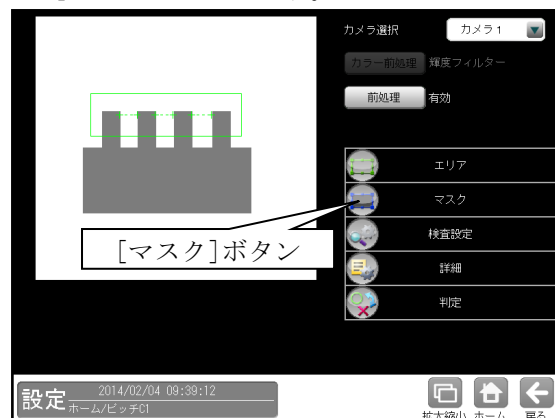 カメラ選択
カメラ1
カラー前処理 輝度フィルター
前処理 有効
エリア
マスク
検査設定
詳細
判定
[マスク]ボタン
設定
2014/02/04 09:39:12
ホーム/ピッチC1
拡大縮小 ホーム 戻る